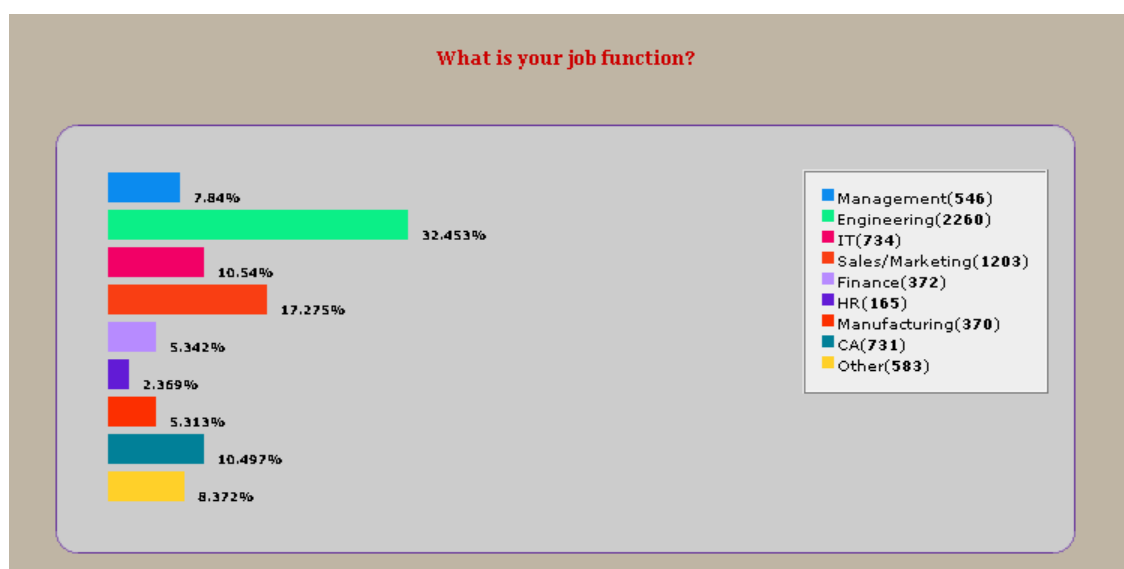 What is your job function?
7.84%
32.453%
10.54%
17.275%
5.342%
2.369%
5.313%
10.497%
8.372%
Management(546)
Engineering(2260)
IT(734)
Sales/Marketing(1203)
Finance(372)
HR(165)
Manufacturing(370)
CA(731)
Other(583)